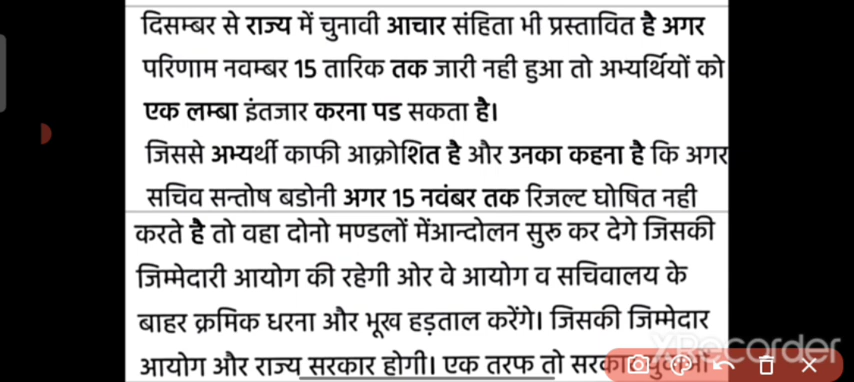 दिसम्बर से राज्य में चुनावी आचार संहिता भी प्रस्तावित है अगर
परिणाम नवम्बर 15 तारिक तक जारी नही हुआ तो अभ्यर्थियों को
एक लम्बा इंतजार करना पड सकता है।
जिससे अभ्यर्थी काफी आक्रोशित है और उनका कहना है कि अगर
सचिव सन्तोष बडोनी अगर 15 नवंबर तक रिजल्ट घोषित नही
करते है तो वहा दोनो मण्डलों मेंआन्दोलन सुरू कर देगे जिसकी
जिम्मेदारी आयोग की रहेगी ओर वे आयोग व सचिवालय के
बाहर क्रमिक धरना और भूख हड़ताल करेंगे। जिसकी जिम्मेदार
आयोग और राज्य सरकार होगी। एक तरफ तो
XRecorder